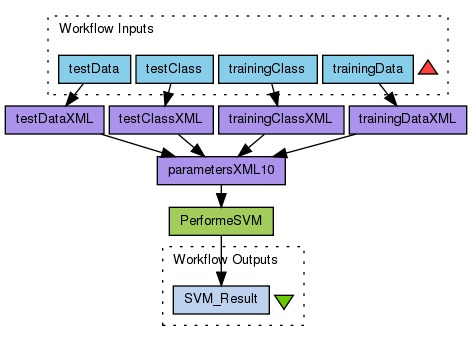 Workflow Inputs
testData testClass trainingClass trainingData
testDataXML testClassXML trainingClassXML trainingDataXML
parametersXML10
PerformeSVM
Workflow Outputs
SVM_Result